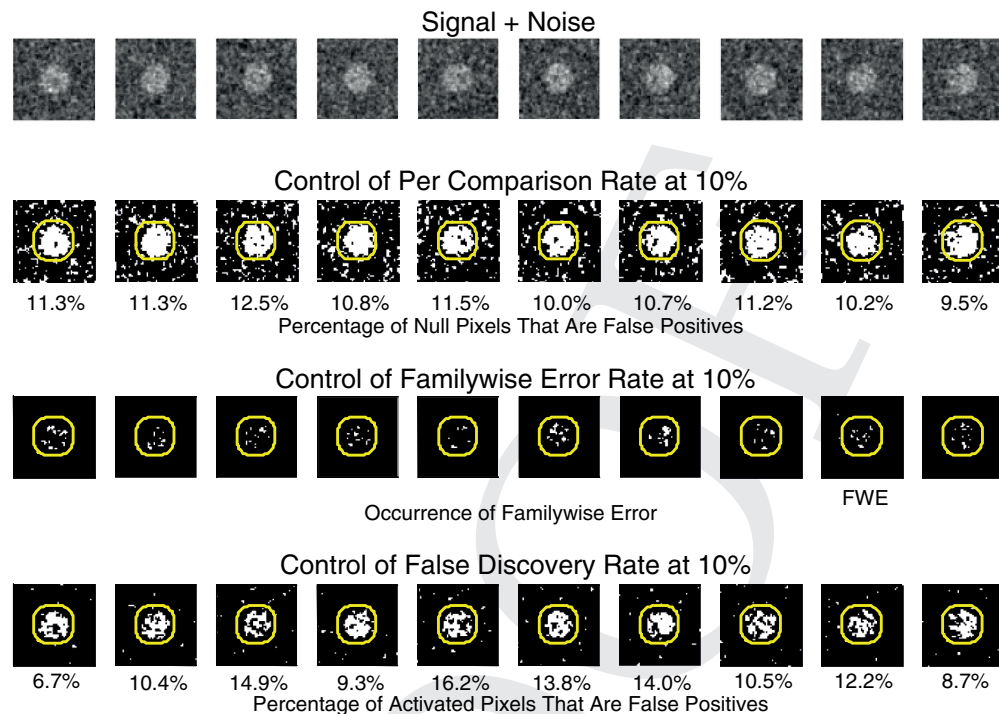 Signal + Noise
Control of Per Comparison Rate at 10%
11.3% 11.3% 12.5% 10.8% 11.5% 10.0% 10.7% 11.2% 10.2% 9.5%
Percentage of Null Pixels That Are False Positives
Control of Familywise Error Rate at 10%
FWE
Occurrence of Familywise Error
Control of False Discovery Rate at 10%
6.7% 10.4% 14.9% 9.3% 16.2% 13.8% 14.0% 10.5% 12.2% 8.7%
Percentage of Activated Pixels That Are False Positives